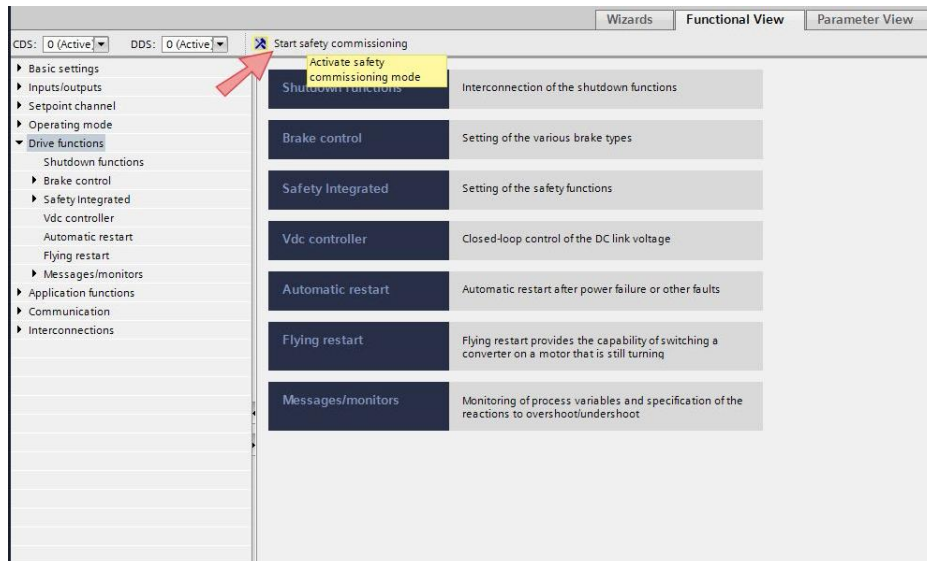 Wizards
Functional View
Parameter View
CDS: 0 (Active)
DDS: 0 (Active)
Start safety commissioning
Activate safety
commissioning mode
Basic settings
Inputs/outputs
Setpoint channel
Operating mode
Drive functions
Shutdown functions
Brake control
Safety Integrated
Vdc controller
Automatic restart
Flying restart
Messages/monitors
Application functions
Communication
Interconnections
Shutdown functions
Interconnection of the shutdown functions
Brake control
Setting of the various brake types
Safety Integrated
Setting of the safety functions
Vdc controller
Closed-loop control of the DC link voltage
Automatic restart
Automatic restart after power failure or other faults
Flying restart
Flying restart provides the capability of switching a
converter on a motor that is still turning
Messages/monitors
Monitoring of process variables and specification of the
reactions to overshoot/undershoot